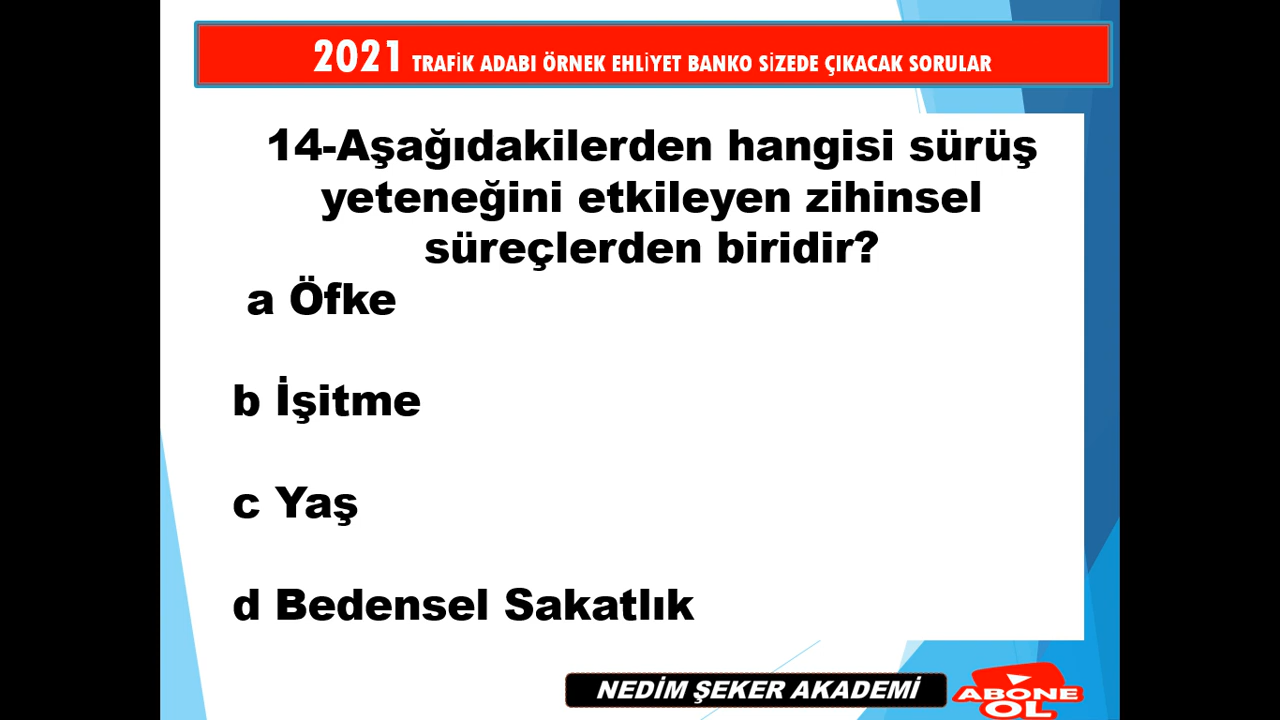 2021 TRAFİK ADABI ÖRNEK EHLİYET BANKO SİZEDE ÇIKACAK SORULAR
14-Aşağıdakilerden hangisi sürüş
yeteneğini etkileyen zihinsel
süreçlerden biridir?
a Öfke
b İşitme
c Yaş
d Bedensel Sakatlık
NEDİM ŞEKER AKADEMİ
ABONE
OL